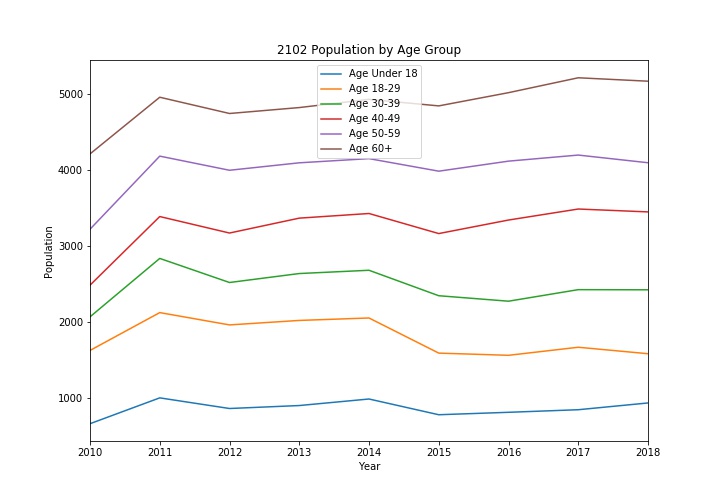 2102 Population by Age Group
Age Under 18
Age 18-29
Age 30-39
Age 40-49
Age 50-59
Age 60+
Population
5000
4000
3000
2000
1000
2010 2011 2012 2013 2014 2015 2016 2017 2018
Year